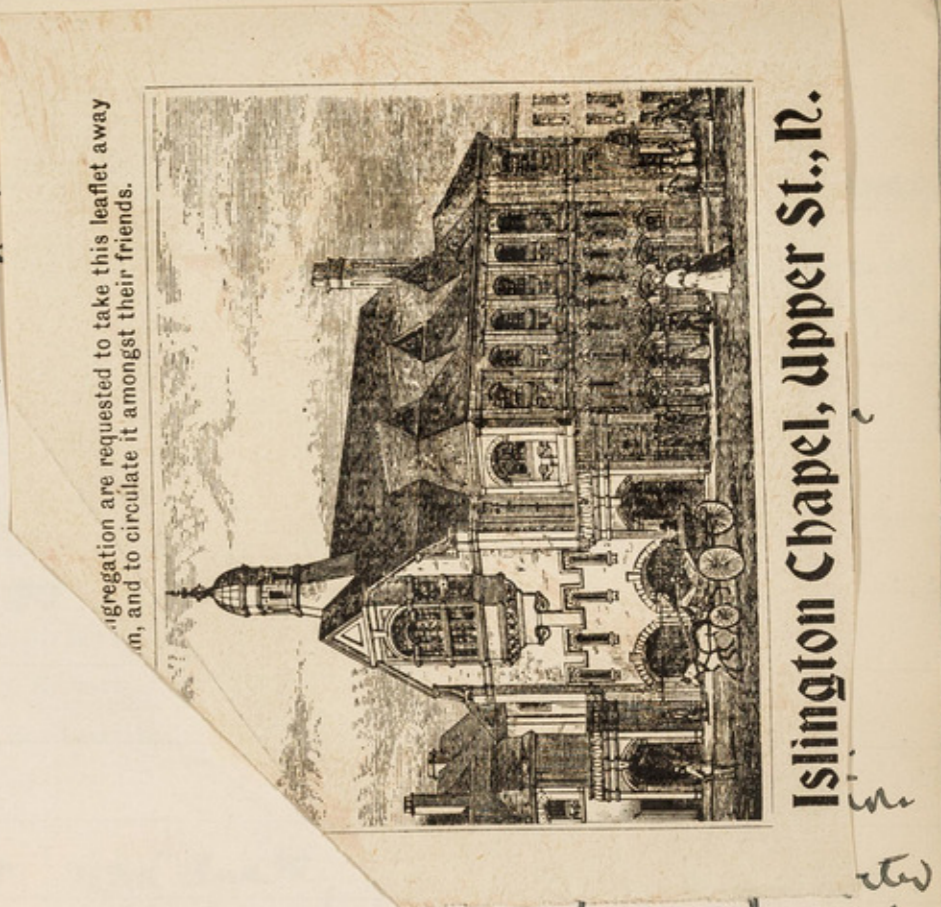 ngregation are requested to take this leaflet away
m, and to circulate it amongst their friends.
Islington Chapel, Upper St., N.